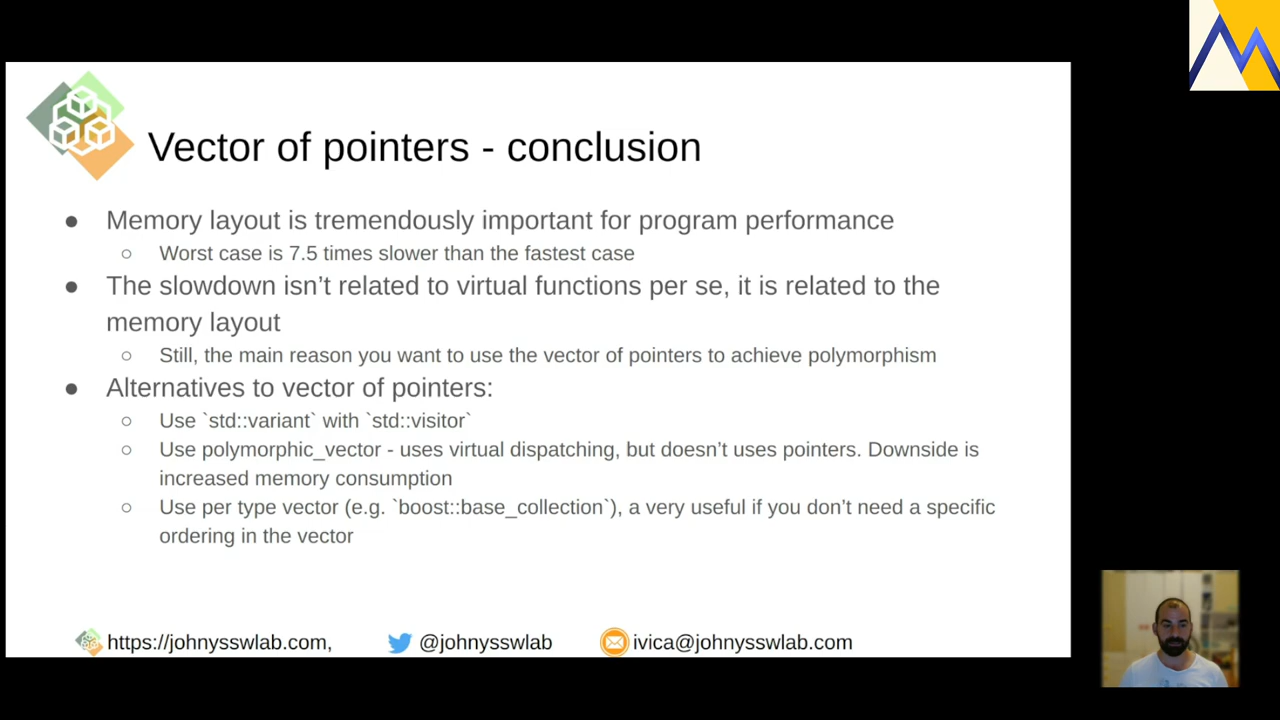 Vector of pointers - conclusion
● Memory layout is tremendously important for program performance
○ Worst case is 7.5 times slower than the fastest case
● The slowdown isn’t related to virtual functions per se, it is related to the
memory layout
○ Still, the main reason you want to use the vector of pointers to achieve polymorphism
● Alternatives to vector of pointers:
○ Use `std::variant` with `std::visitor`
○ Use polymorphic_vector - uses virtual dispatching, but doesn’t uses pointers. Downside is
increased memory consumption
○ Use per type vector (e.g. `boost::base_collection`), a very useful if you don’t need a specific
ordering in the vector
https://johnysswlab.com, @johnysswlab ivica@johnysswlab.com